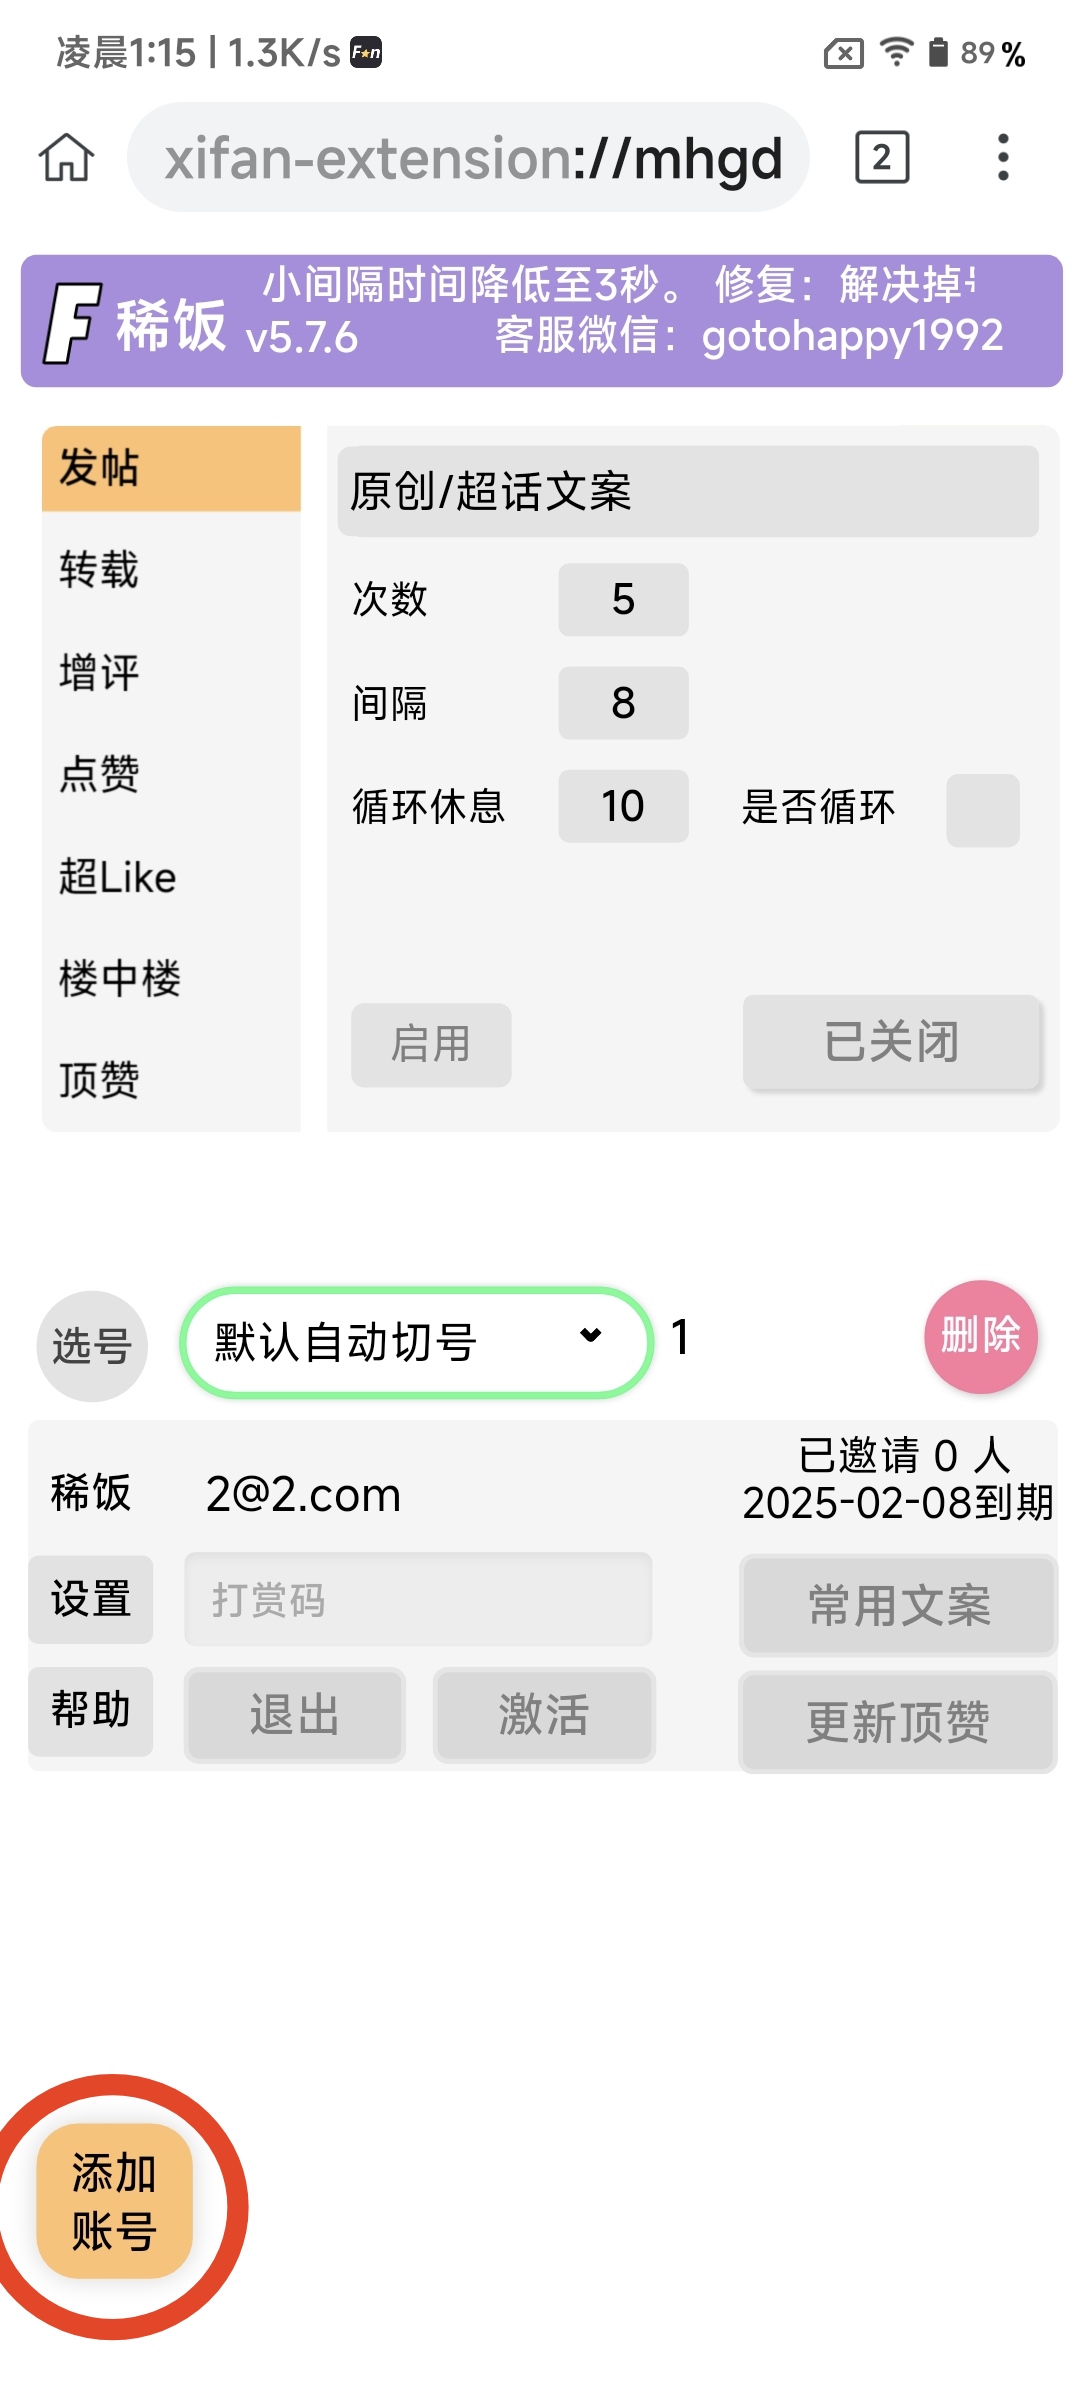 凌晨1:15 | 1.3K/s Fan
89%
xifan-extension://mhgd
2
F 稀饭
小间隔时间降低至3秒。 修复：解决掉
v5.7.6
客服微信：gotohappy1992
发帖
转载
增评
点赞
超Like
楼中楼
顶赞
原创/超话文案
次数 5
间隔 8
循环休息 10 是否循环
启用
已关闭
选号
默认自动切号
1
删除
稀饭
2@2.com
已邀请 0 人
2025-02-08到期
设置
打赏码
常用文案
帮助
退出
激活
更新顶赞
添加
账号